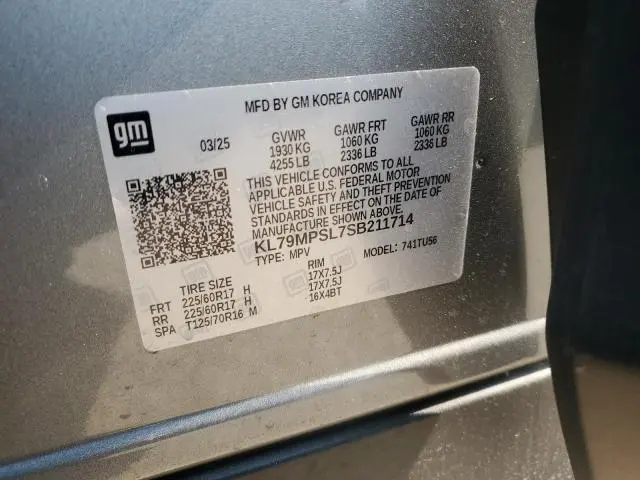 MFD BY GM KOREA COMPANY
gm
03/25
GVWR GAWR FRT GAWR RR
1930 KG 1060 KG 1060 KG
4255 LB 2336 LB 2336 LB
THIS VEHICLE CONFORMS TO ALL
APPLICABLE U.S. FEDERAL MOTOR
VEHICLE SAFETY AND THEFT PREVENTION
STANDARDS IN EFFECT ON THE DATE OF
MANUFACTURE SHOWN ABOVE.
KL79MPSL7SB211714
TYPE: MPV MODEL: 741TU56
TIRE SIZE RIM
FRT 225/60R17 H 17X7.5J
RR 225/60R17 H 17X7.5J
SPA T125/70R16 M 16X4BT